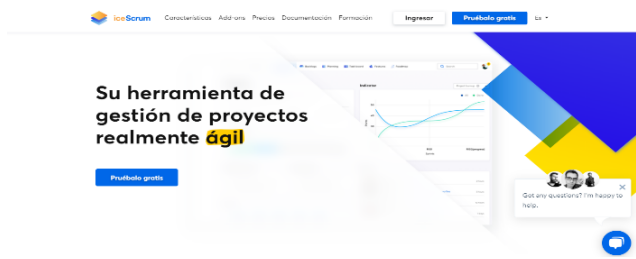 iceScrum Características Add-ons Precios Documentación Formación Ingresar Pruébalo gratis Es
Su herramienta de
gestión de proyectos
realmente ágil
Pruébalo gratis
Got any questions? I'm happy to
help.